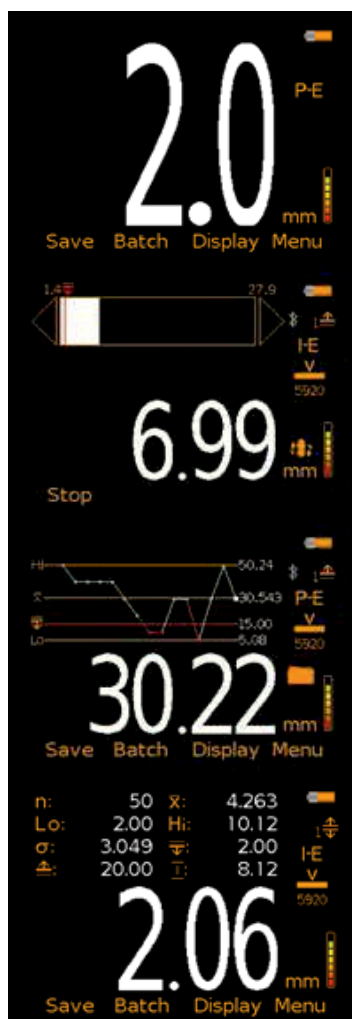 2.0
P-E
mm
Save Batch Display Menu
1.4 27.9
1
I-E
V
5920
6.99
mm
Stop
Hi 50.24
1
x̄ 30.543 P-E
15.00 V
Lo 5.08 5920
30.22
mm
Save Batch Display Menu
n: 50 x̄: 4.263
Lo: 2.00 Hi: 10.12
1
σ: 3.049 2.00 I-E
20.00 8.12 V
5920
2.06
mm
Save Batch Display Menu